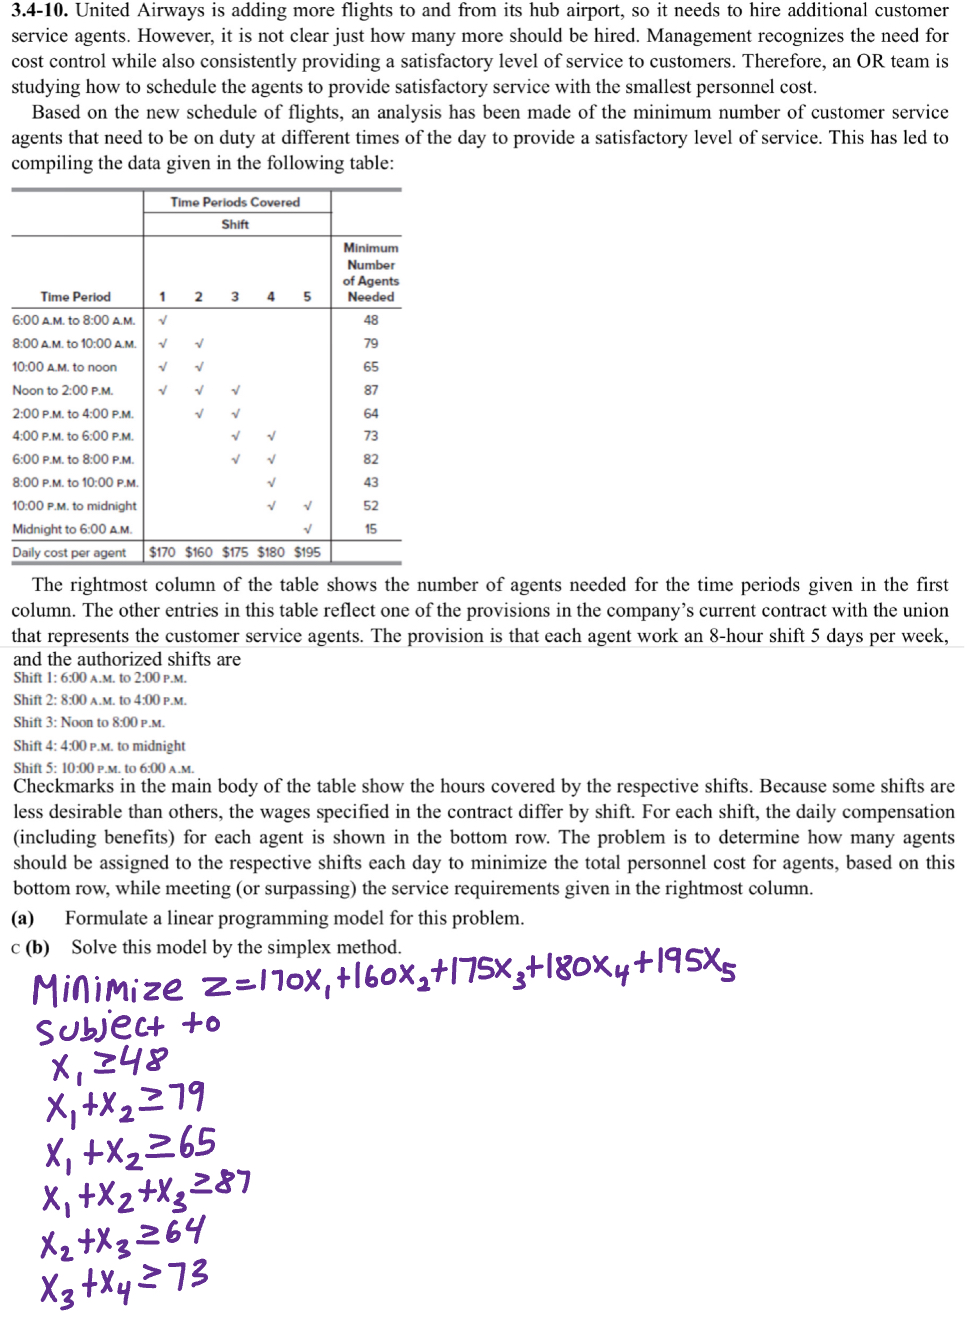 3.4-10. United Airways is adding more flights to and from its hub airport, so it needs to hire additional customer
service agents. However, it is not clear just how many more should be hired. Management recognizes the need for
cost control while also consistently providing a satisfactory level of service to customers. Therefore, an OR team is
studying how to schedule the agents to provide satisfactory service with the smallest personnel cost.
Based on the new schedule of flights, an analysis has been made of the minimum number of customer service
agents that need to be on duty at different times of the day to provide a satisfactory level of service. This has led to
compiling the data given in the following table:
Time Periods Covered
Shift
Minimum
Number
of Agents
Time Period 1 2 3 4 5 Needed
6:00 A.M. to 8:00 A.M. √ 48
8:00 A.M. to 10:00 A.M. √ √ 79
10:00 A.M. to noon √ √ 65
Noon to 2:00 P.M. √ √ √ 87
2:00 P.M. to 4:00 P.M. √ √ 64
4:00 P.M. to 6:00 P.M. √ √ 73
6:00 P.M. to 8:00 P.M. √ √ 82
8:00 P.M. to 10:00 P.M. √ 43
10:00 P.M. to midnight √ √ 52
Midnight to 6:00 A.M. √ 15
Daily cost per agent $170 $160 $175 $180 $195
The rightmost column of the table shows the number of agents needed for the time periods given in the first
column. The other entries in this table reflect one of the provisions in the company's current contract with the union
that represents the customer service agents. The provision is that each agent work an 8-hour shift 5 days per week,
and the authorized shifts are
Shift 1: 6:00 A.M. to 2:00 P.M.
Shift 2: 8:00 A.M. to 4:00 P.M.
Shift 3: Noon to 8:00 P.M.
Shift 4: 4:00 P.M. to midnight
Shift 5: 10:00 P.M. to 6:00 A.M.
Checkmarks in the main body of the table show the hours covered by the respective shifts. Because some shifts are
less desirable than others, the wages specified in the contract differ by shift. For each shift, the daily compensation
(including benefits) for each agent is shown in the bottom row. The problem is to determine how many agents
should be assigned to the respective shifts each day to minimize the total personnel cost for agents, based on this
bottom row, while meeting (or surpassing) the service requirements given in the rightmost column.
(a) Formulate a linear programming model for this problem.
C (b) Solve this model by the simplex method.
Minimize z=170x₁+160x₂+175x₃+180x₄+195x₅
subject to
x₁ ≥48
x₁+x₂≥79
x₁+x₂≥65
x₁+x₂+x₃≥87
x₂+x₃≥64
x₃+x₄≥73